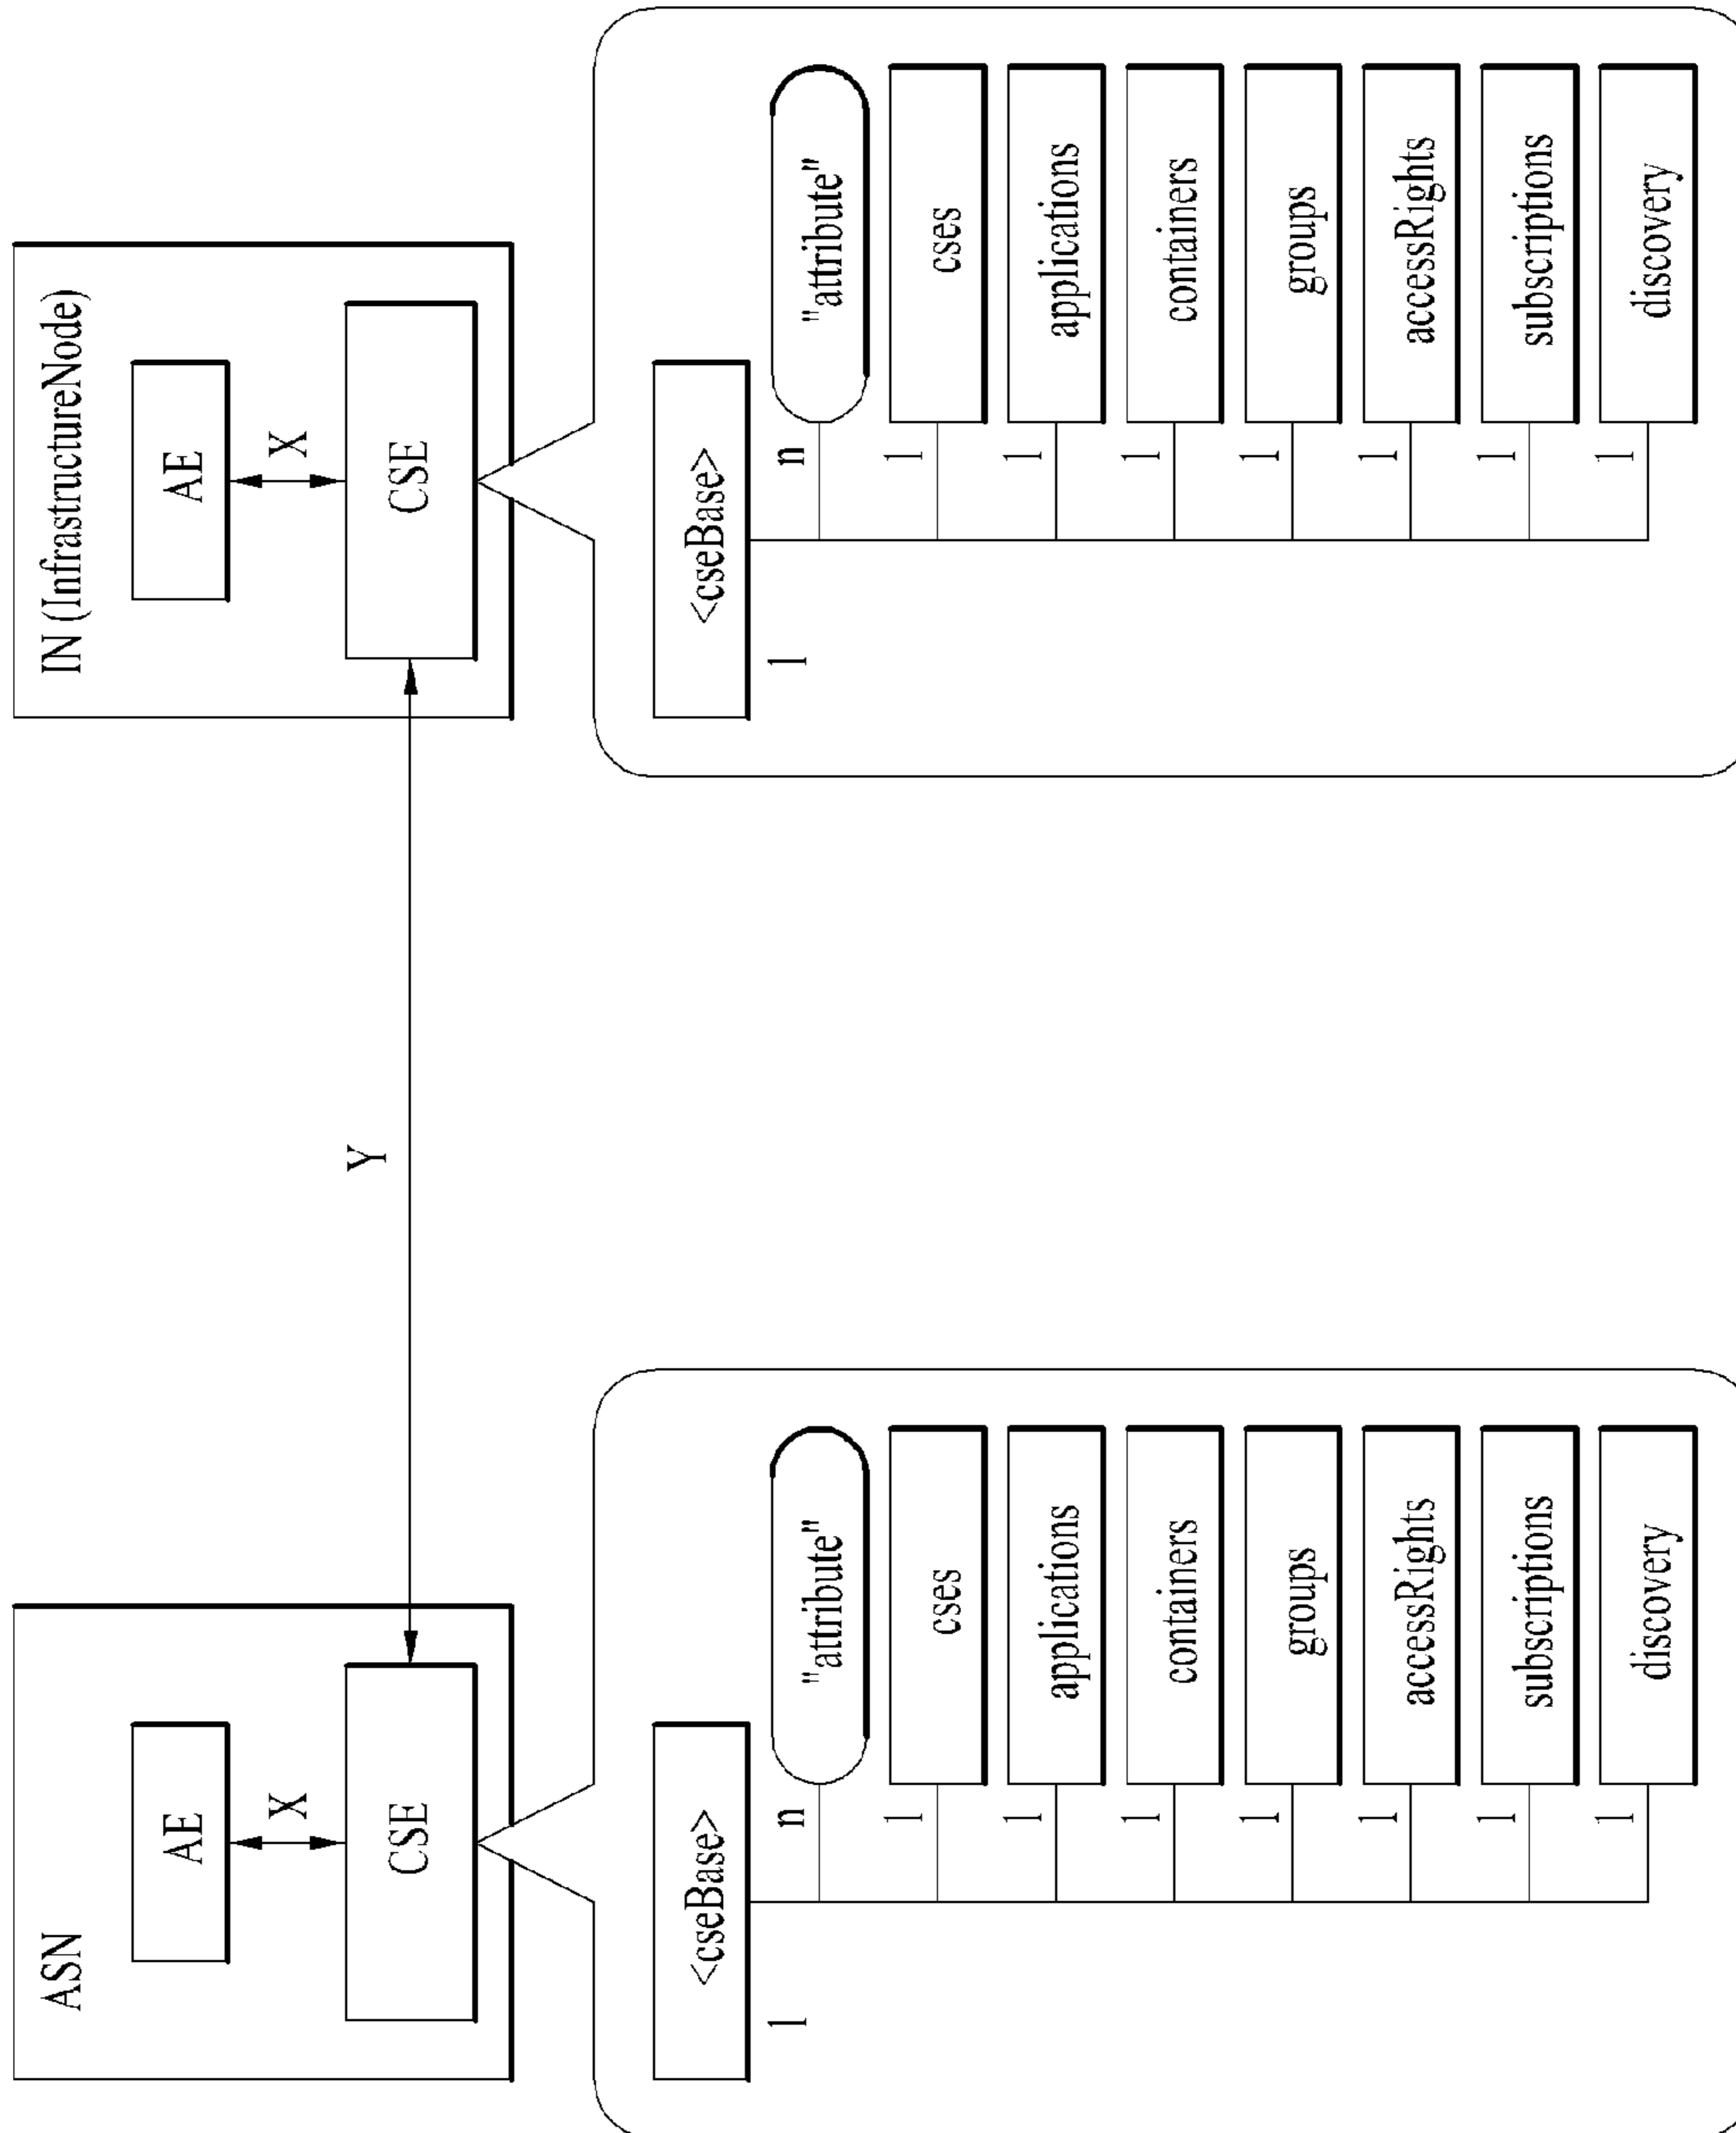 ASN
AE
X
CSE
Y
IN (InfrastructureNode)
AE
X
CSE
<cseBase>
1
n
"attribute"
1
cses
1
applications
1
containers
1
groups
1
accessRights
1
subscriptions
1
discovery
<cseBase>
1
n
"attribute"
1
cses
1
applications
1
containers
1
groups
1
accessRights
1
subscriptions
1
discovery